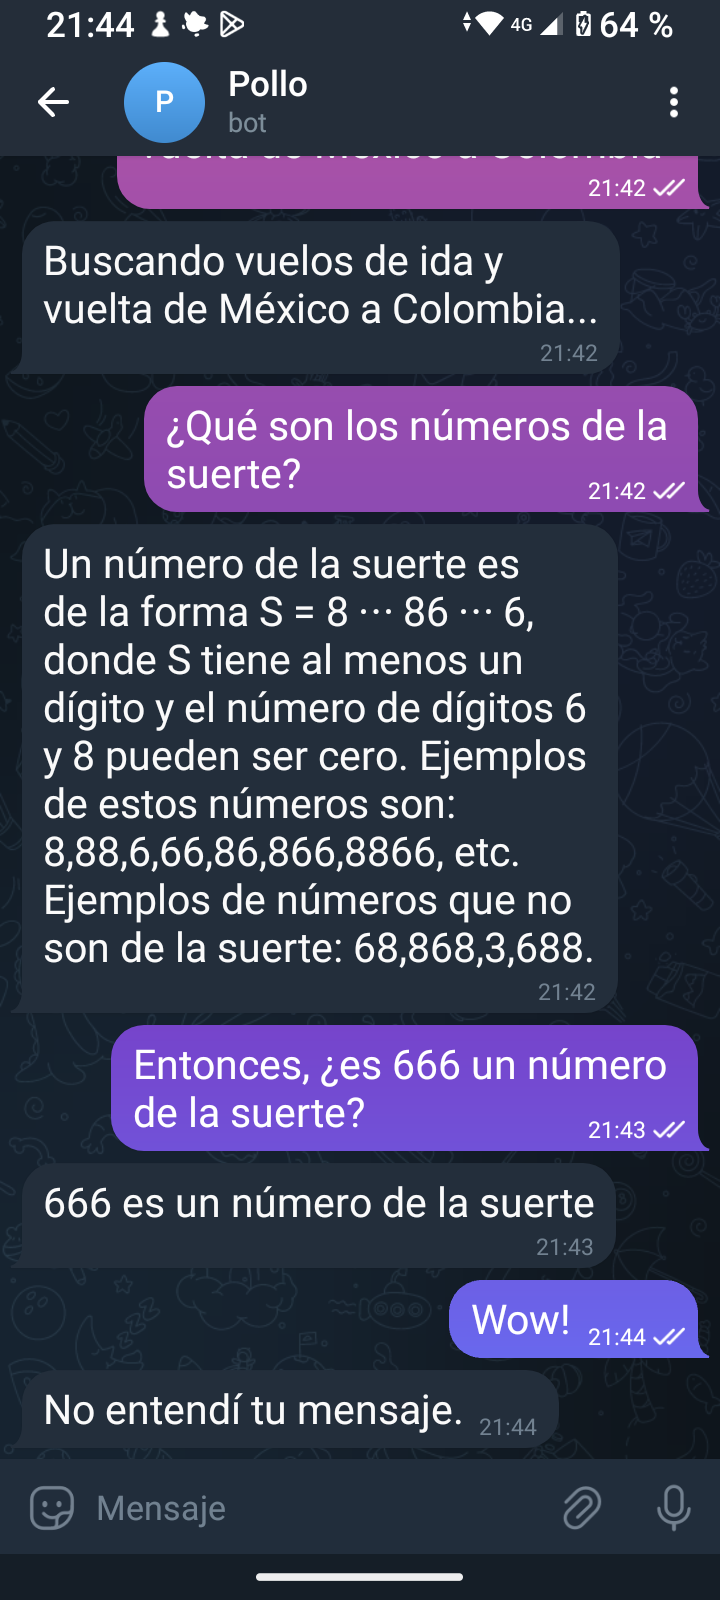 21:44
4G
64 %
P
Pollo
bot
21:42
Buscando vuelos de ida y
vuelta de México a Colombia...
21:42
¿Qué son los números de la
suerte?
21:42
Un número de la suerte es
de la forma S = 8 ··· 86 ··· 6,
donde S tiene al menos un
dígito y el número de dígitos 6
y 8 pueden ser cero. Ejemplos
de estos números son:
8,88,6,66,86,866,8866, etc.
Ejemplos de números que no
son de la suerte: 68,868,3,688.
21:42
Entonces, ¿es 666 un número
de la suerte?
21:43
666 es un número de la suerte
21:43
Wow!
21:44
No entendí tu mensaje.
21:44
Mensaje